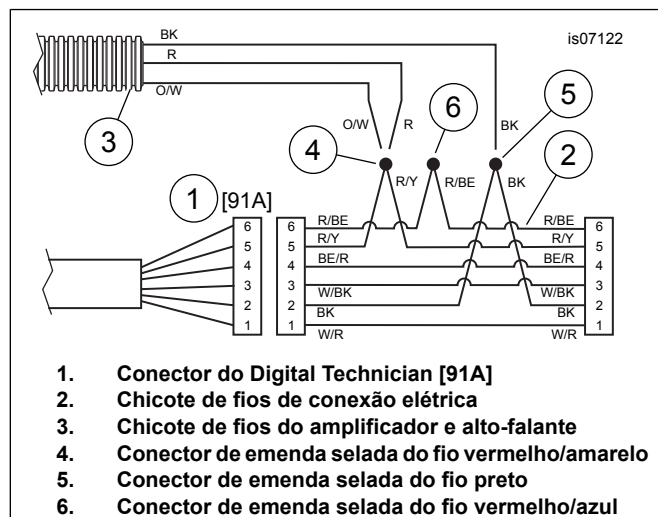 BK
is07122
R
O/W
3
O/W
R
6
BK
5
4
2
R/Y
R/BE
BK
1 [91A]
6 6 R/BE R/BE 6
5 5 R/Y R/Y 5
4 4 BE/R BE/R 4
3 3 W/BK W/BK 3
2 2 BK BK 2
1 1 W/R W/R 1
1. Conector do Digital Technician [91A]
2. Chicote de fios de conexão elétrica
3. Chicote de fios do amplificador e alto-falante
4. Conector de emenda selada do fio vermelho/amarelo
5. Conector de emenda selada do fio preto
6. Conector de emenda selada do fio vermelho/azul